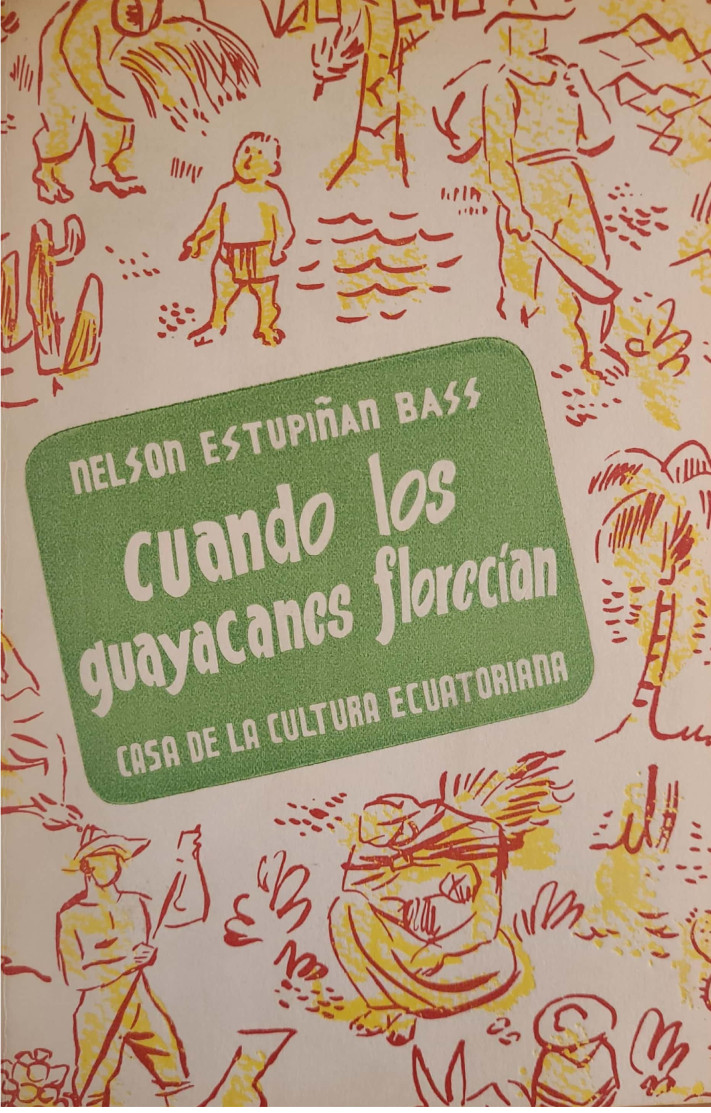 NELSON ESTUPIÑAN BASS
cuando los
guayacanes florecían
CASA DE LA CULTURA ECUATORIANA